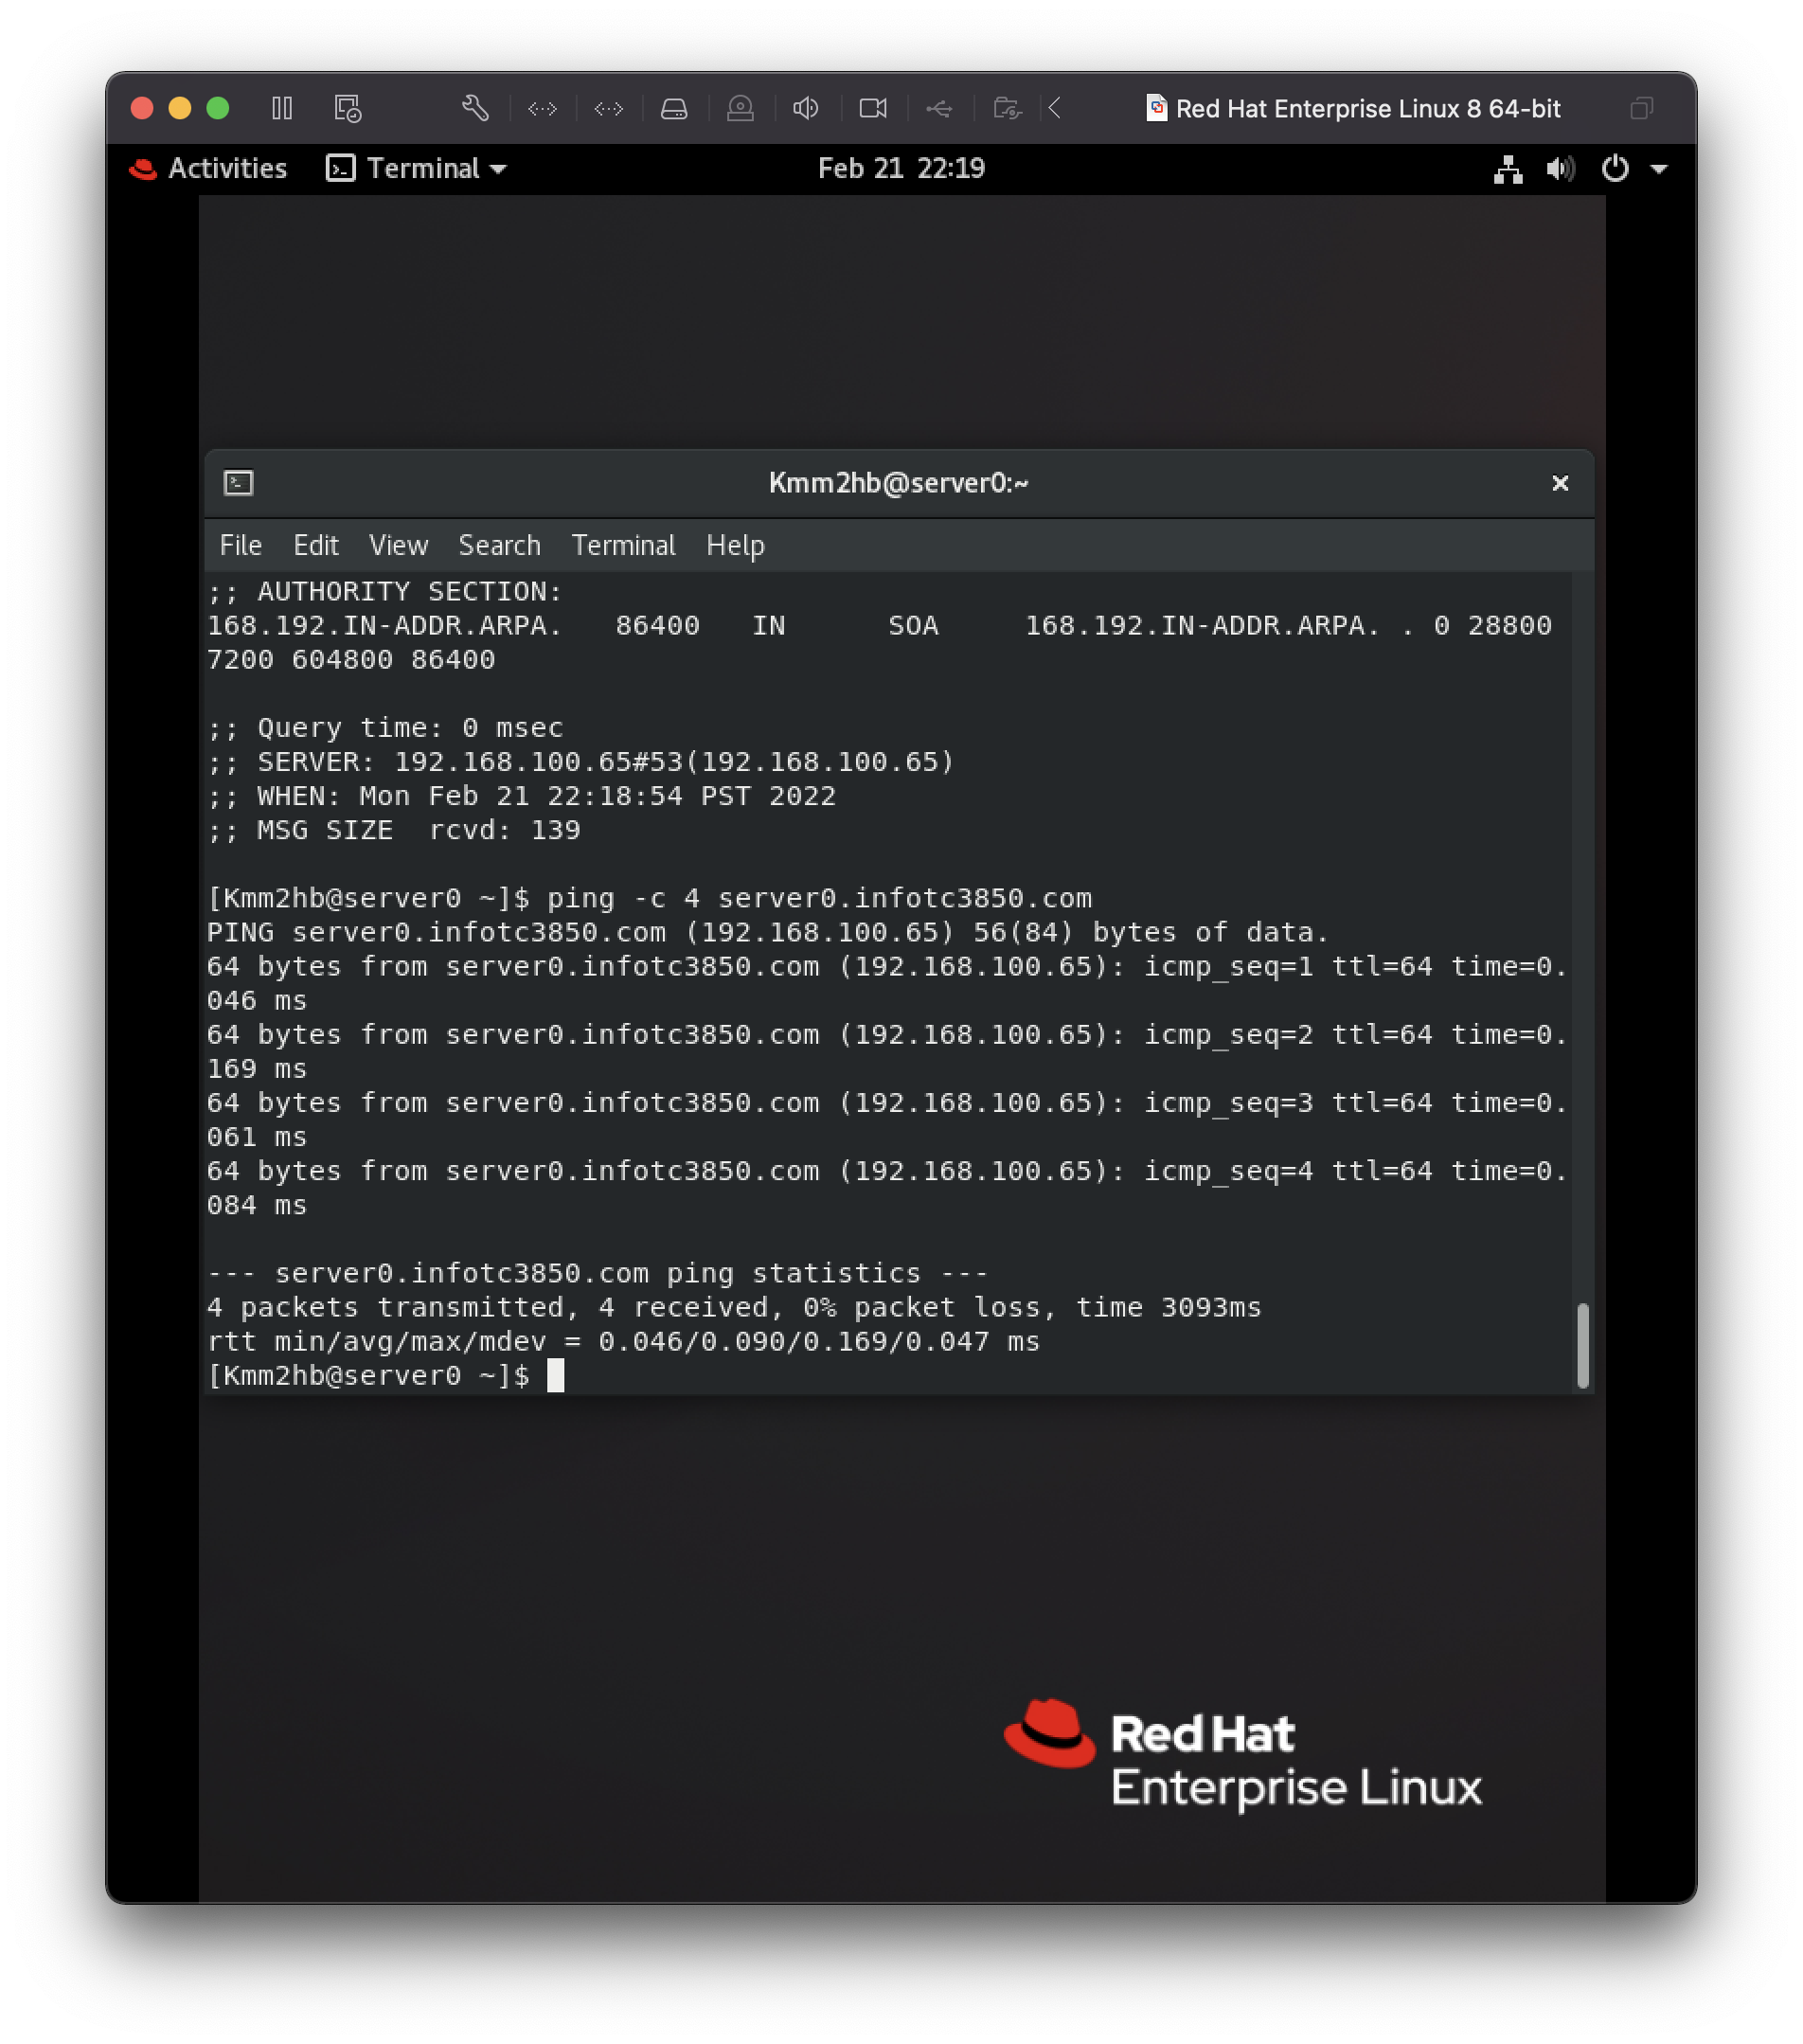 Red Hat Enterprise Linux 8 64-bit
Activities Terminal Feb 21 22:19
Kmm2hb@server0:~
File Edit View Search Terminal Help
;; AUTHORITY SECTION:
168.192.IN-ADDR.ARPA. 86400 IN SOA 168.192.IN-ADDR.ARPA. . 0 28800
7200 604800 86400
;; Query time: 0 msec
;; SERVER: 192.168.100.65#53(192.168.100.65)
;; WHEN: Mon Feb 21 22:18:54 PST 2022
;; MSG SIZE  rcvd: 139
[Kmm2hb@server0 ~]$ ping -c 4 server0.infotc3850.com
PING server0.infotc3850.com (192.168.100.65) 56(84) bytes of data.
64 bytes from server0.infotc3850.com (192.168.100.65): icmp_seq=1 ttl=64 time=0.
046 ms
64 bytes from server0.infotc3850.com (192.168.100.65): icmp_seq=2 ttl=64 time=0.
169 ms
64 bytes from server0.infotc3850.com (192.168.100.65): icmp_seq=3 ttl=64 time=0.
061 ms
64 bytes from server0.infotc3850.com (192.168.100.65): icmp_seq=4 ttl=64 time=0.
084 ms
--- server0.infotc3850.com ping statistics ---
4 packets transmitted, 4 received, 0% packet loss, time 3093ms
rtt min/avg/max/mdev = 0.046/0.090/0.169/0.047 ms
[Kmm2hb@server0 ~]$
Red Hat
Enterprise Linux